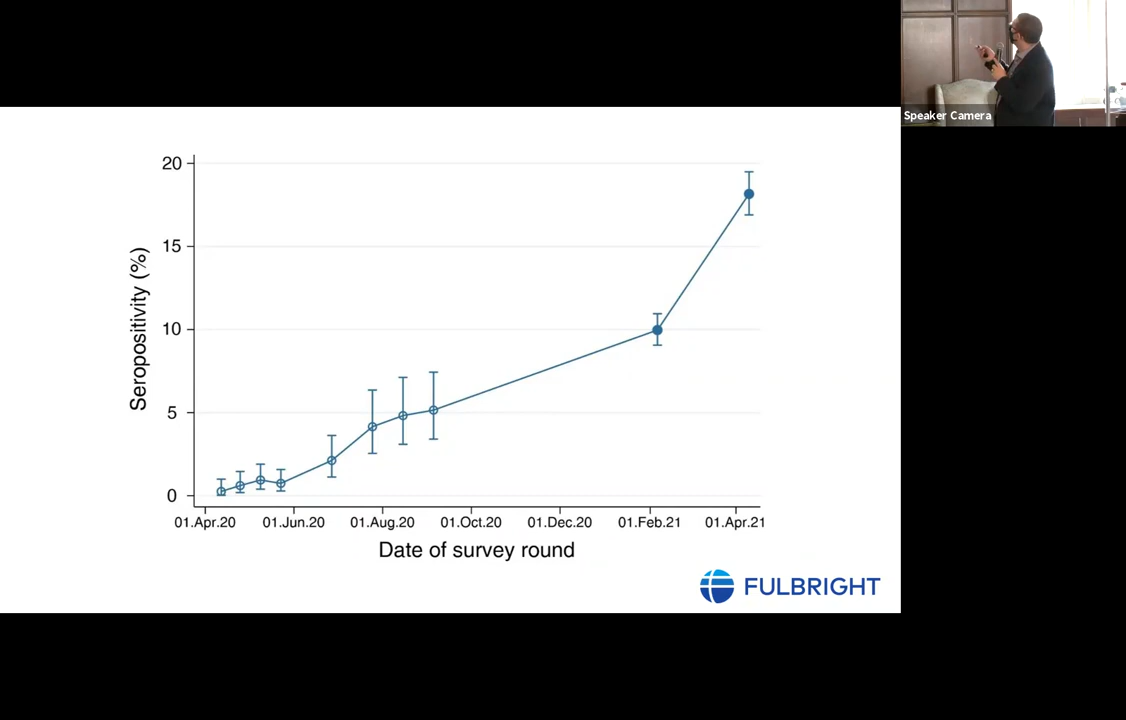 Speaker Camera
20
15
10
5
0
Seropositivity (%)
01.Apr.20 01.Jun.20 01.Aug.20 01.Oct.20 01.Dec.20 01.Feb.21 01.Apr.21
Date of survey round
FULBRIGHT